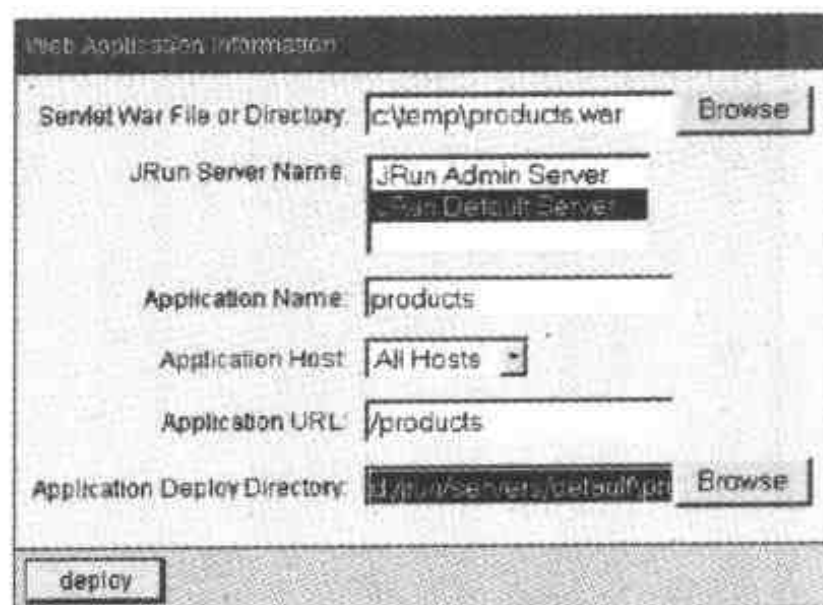 Web Application Information
Servlet War File or Directory: c:\temp\products.war Browse
JRun Server Name: JRun Admin Server
JRun Default Server
Application Name: products
Application Host: All Hosts
Application URL: /products
Application Deploy Directory: Browse
deploy